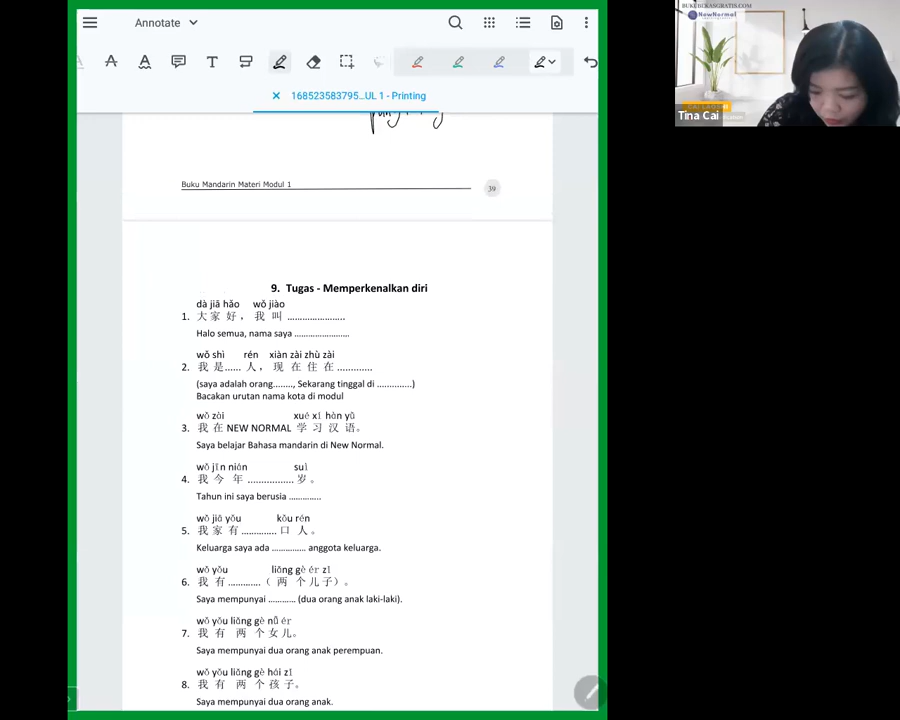 Annotate
168523583795...UL 1 - Printing
Buku Mandarin Materi Modul 1
39
9. Tugas - Memperkenalkan diri
dà jiā hǎo wǒ jiào
1. 大家好，我叫.....................
Halo semua, nama saya ......................
wǒ shì rén xiàn zài zhù zài
2. 我是......人，现在住在.............
(saya adalah orang........, Sekarang tinggal di ..............)
Bacakan urutan nama kota di modul
wǒ zài xué xí hàn yǔ
3. 我在 NEW NORMAL 学习汉语。
Saya belajar Bahasa mandarin di New Normal.
wǒ jīn nián suì
4. 我今年.................岁。
Tahun ini saya berusia .............
wǒ jiā yǒu kǒu rén
5. 我家有.............口人。
Keluarga saya ada .............. anggota keluarga.
wǒ yǒu liǎng gè ér zǐ
6. 我有............（两个儿子）。
Saya mempunyai ........... (dua orang anak laki-laki).
wǒ yǒu liǎng gè nǚ ér
7. 我有两个女儿。
Saya mempunyai dua orang anak perempuan.
wǒ yǒu liǎng gè hái zǐ
8. 我有两个孩子。
Saya mempunyai dua orang anak.
BUKUBEKASGRATIS.COM
NewNormal
Tina Cai